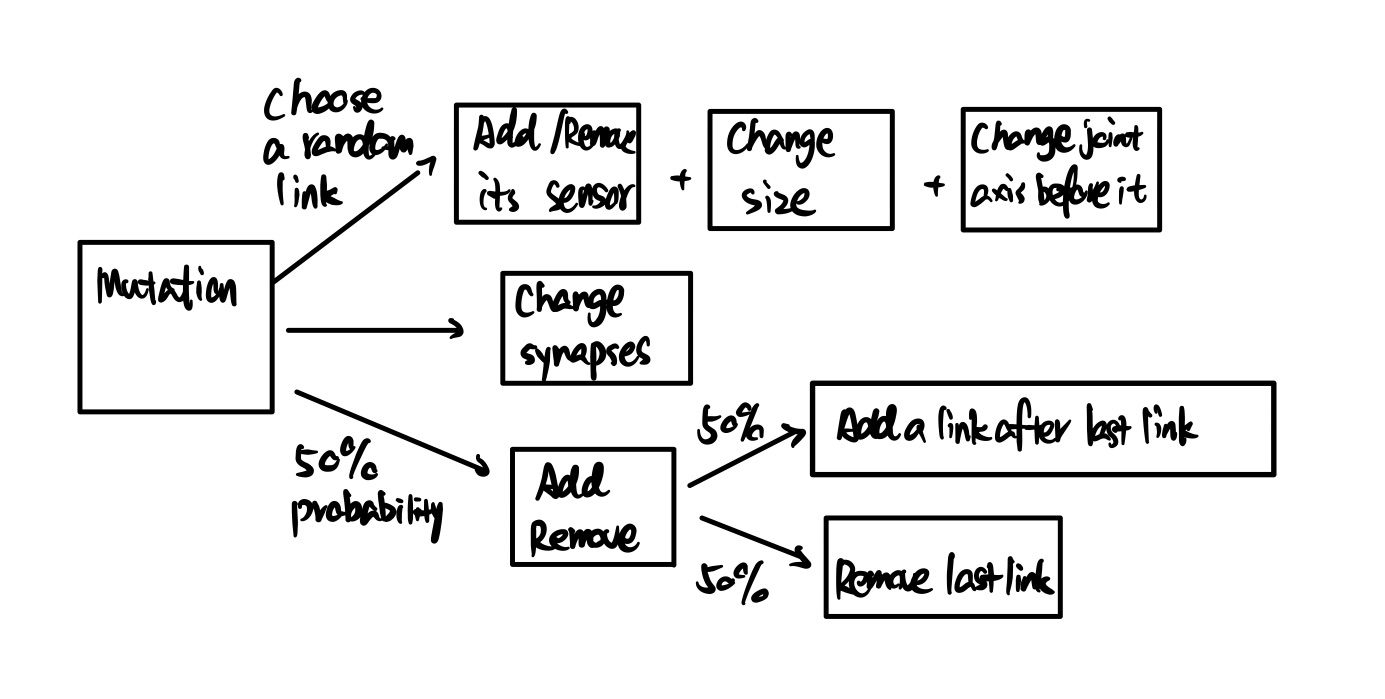 Choose
a random
link
Add / Remove
its sensor
+
Change
size
+
Change joint
axis before it
Mutation
Change
synapses
50%
probability
Add
Remove
50%
Add a link after last link
50%
Remove last link